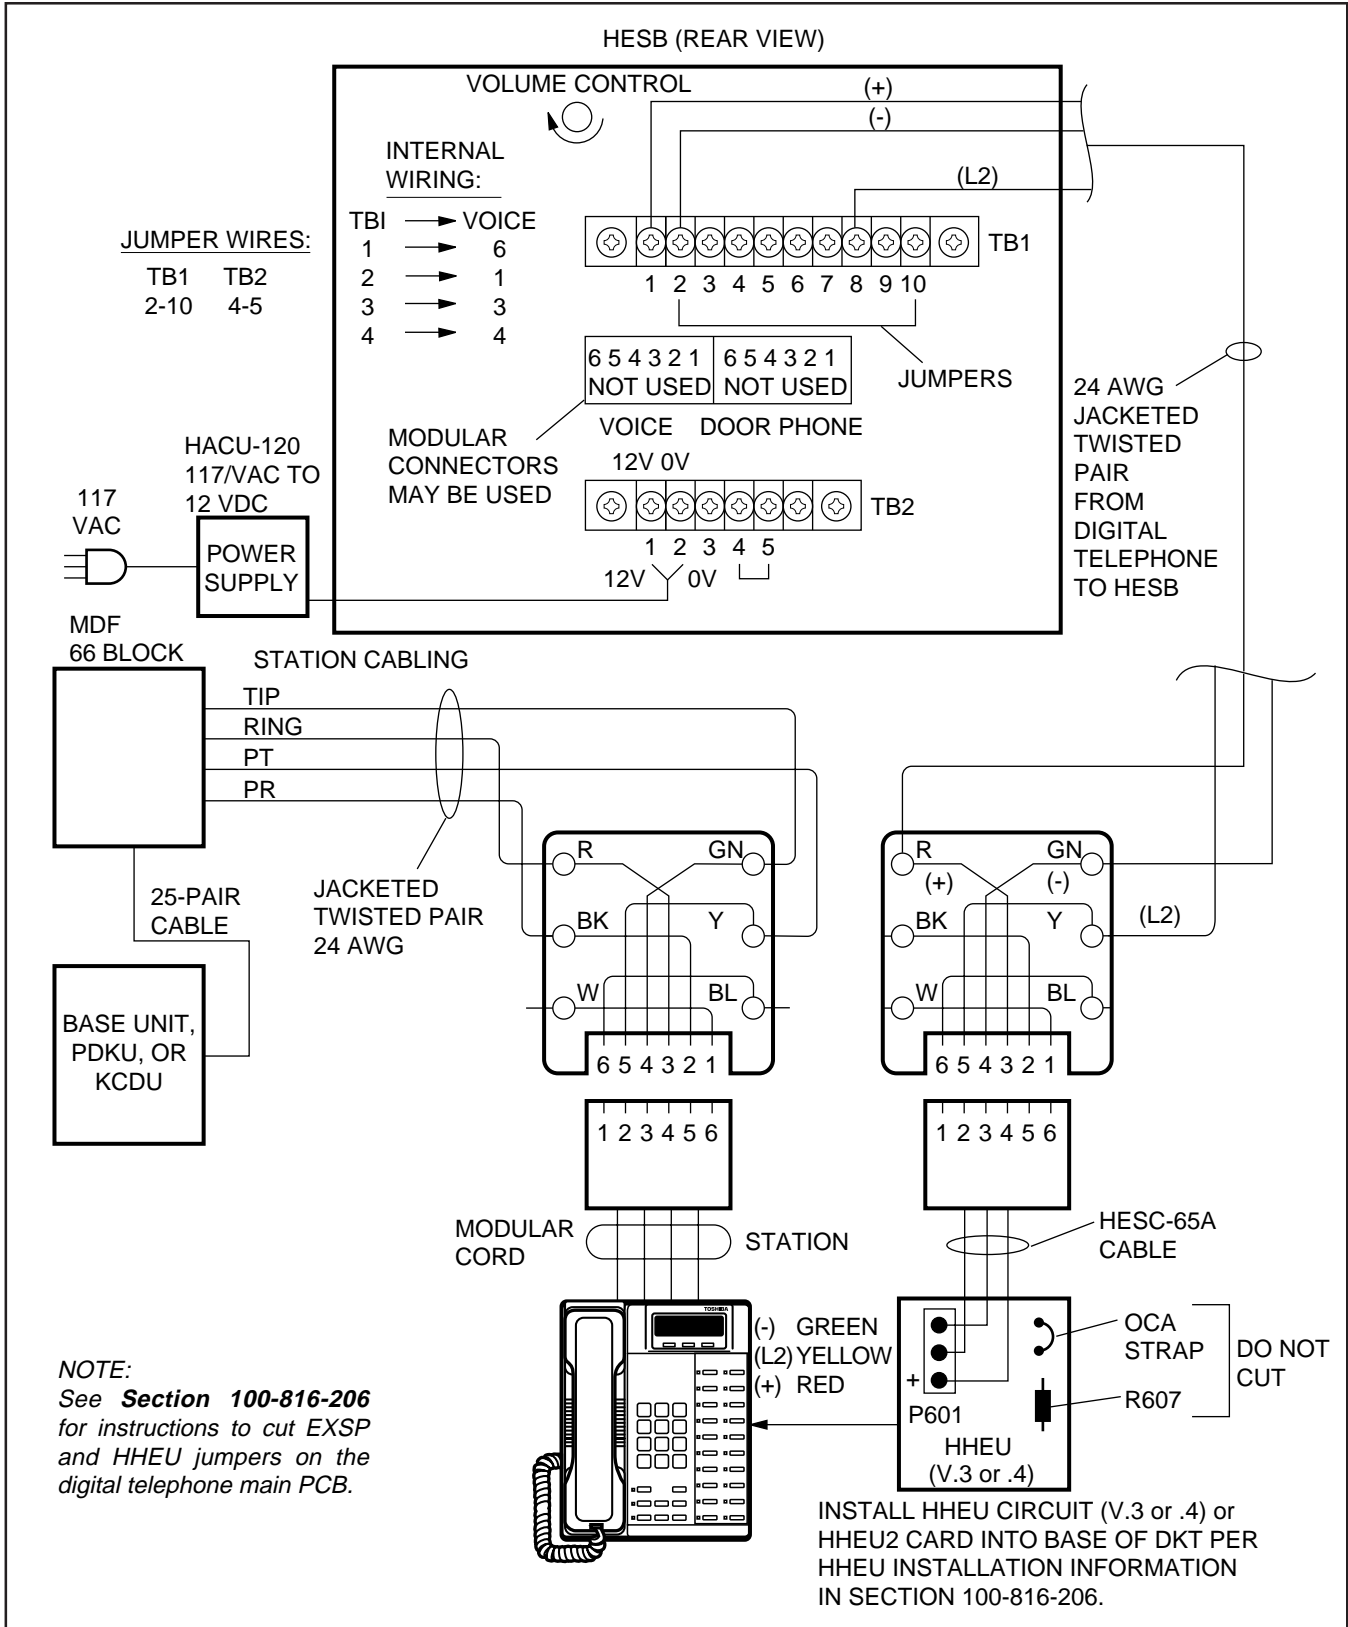 HESB (REAR VIEW)
VOLUME CONTROL
(+)
(-)
(L2)
INTERNAL
WIRING:
TBI VOICE
1 6
2 1
3 3
4 4
JUMPER WIRES:
TB1 TB2
2-10 4-5
TB1
1 2 3 4 5 6 7 8 9 10
JUMPERS
6 5 4 3 2 1 6 5 4 3 2 1
NOT USED NOT USED
VOICE DOOR PHONE
MODULAR
CONNECTORS
MAY BE USED
12V 0V
TB2
1 2 3 4 5
12V 0V
24 AWG
JACKETED
TWISTED
PAIR
FROM
DIGITAL
TELEPHONE
TO HESB
HACU-120
117/VAC TO
12 VDC
117
VAC
POWER
SUPPLY
MDF
66 BLOCK
STATION CABLING
TIP
RING
PT
PR
JACKETED
TWISTED PAIR
24 AWG
25-PAIR
CABLE
BASE UNIT,
PDKU, OR
KCDU
R GN
BK Y
W BL
6 5 4 3 2 1
1 2 3 4 5 6
R GN
(+) (-)
BK Y
(L2)
W BL
6 5 4 3 2 1
1 2 3 4 5 6
MODULAR
CORD
STATION
HESC-65A
CABLE
TOSHIBA
(-) GREEN
(L2) YELLOW
(+) RED
+
P601
HHEU
(V.3 or .4)
OCA
STRAP
R607
DO NOT
CUT
NOTE:
See Section 100-816-206
for instructions to cut EXSP
and HHEU jumpers on the
digital telephone main PCB.
INSTALL HHEU CIRCUIT (V.3 or .4) or
HHEU2 CARD INTO BASE OF DKT PER
HHEU INSTALLATION INFORMATION
IN SECTION 100-816-206.